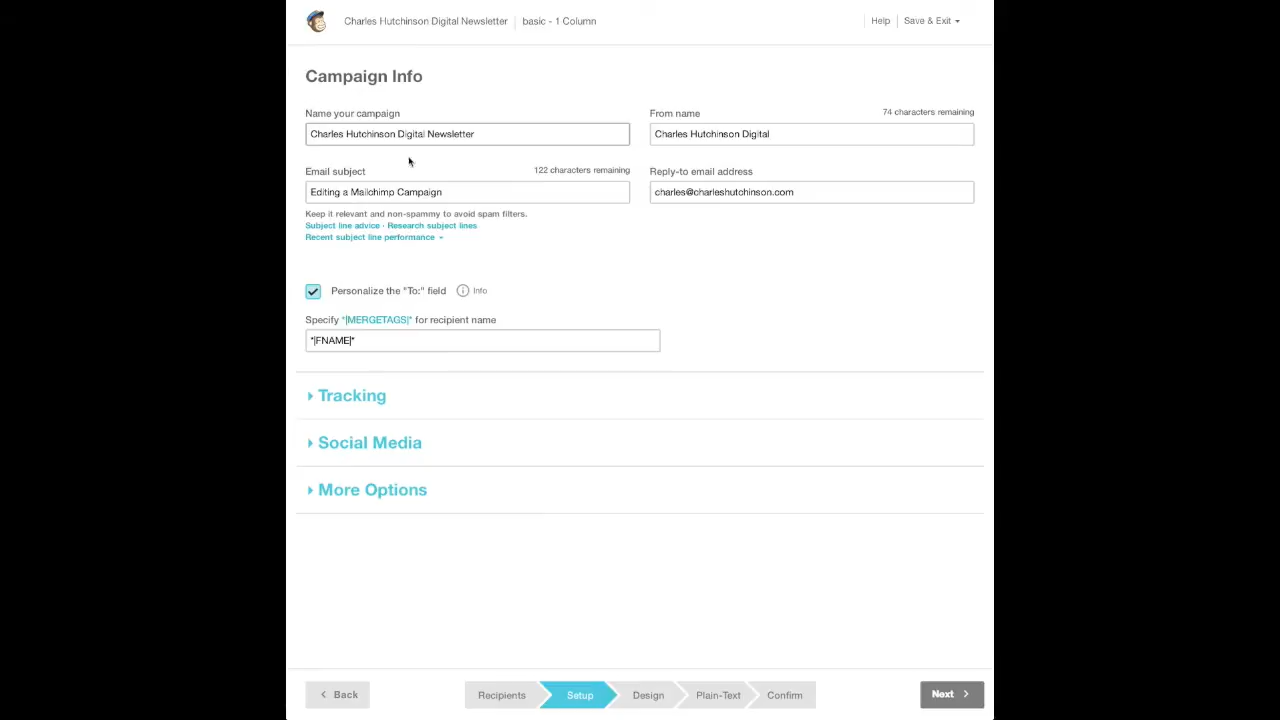 Charles Hutchinson Digital Newsletter | basic - 1 Column
Help | Save & Exit
Campaign Info
Name your campaign
Charles Hutchinson Digital Newsletter
From name
74 characters remaining
Charles Hutchinson Digital
Email subject
122 characters remaining
Editing a Mailchimp Campaign
Reply-to email address
charles@charleshutchinson.com
Keep it relevant and non-spammy to avoid spam filters.
Subject line advice · Research subject lines
Recent subject line performance
Personalize the "To:" field
Info
Specify *|MERGETAGS|* for recipient name
*|FNAME|*
Tracking
Social Media
More Options
Back
Recipients
Setup
Design
Plain-Text
Confirm
Next